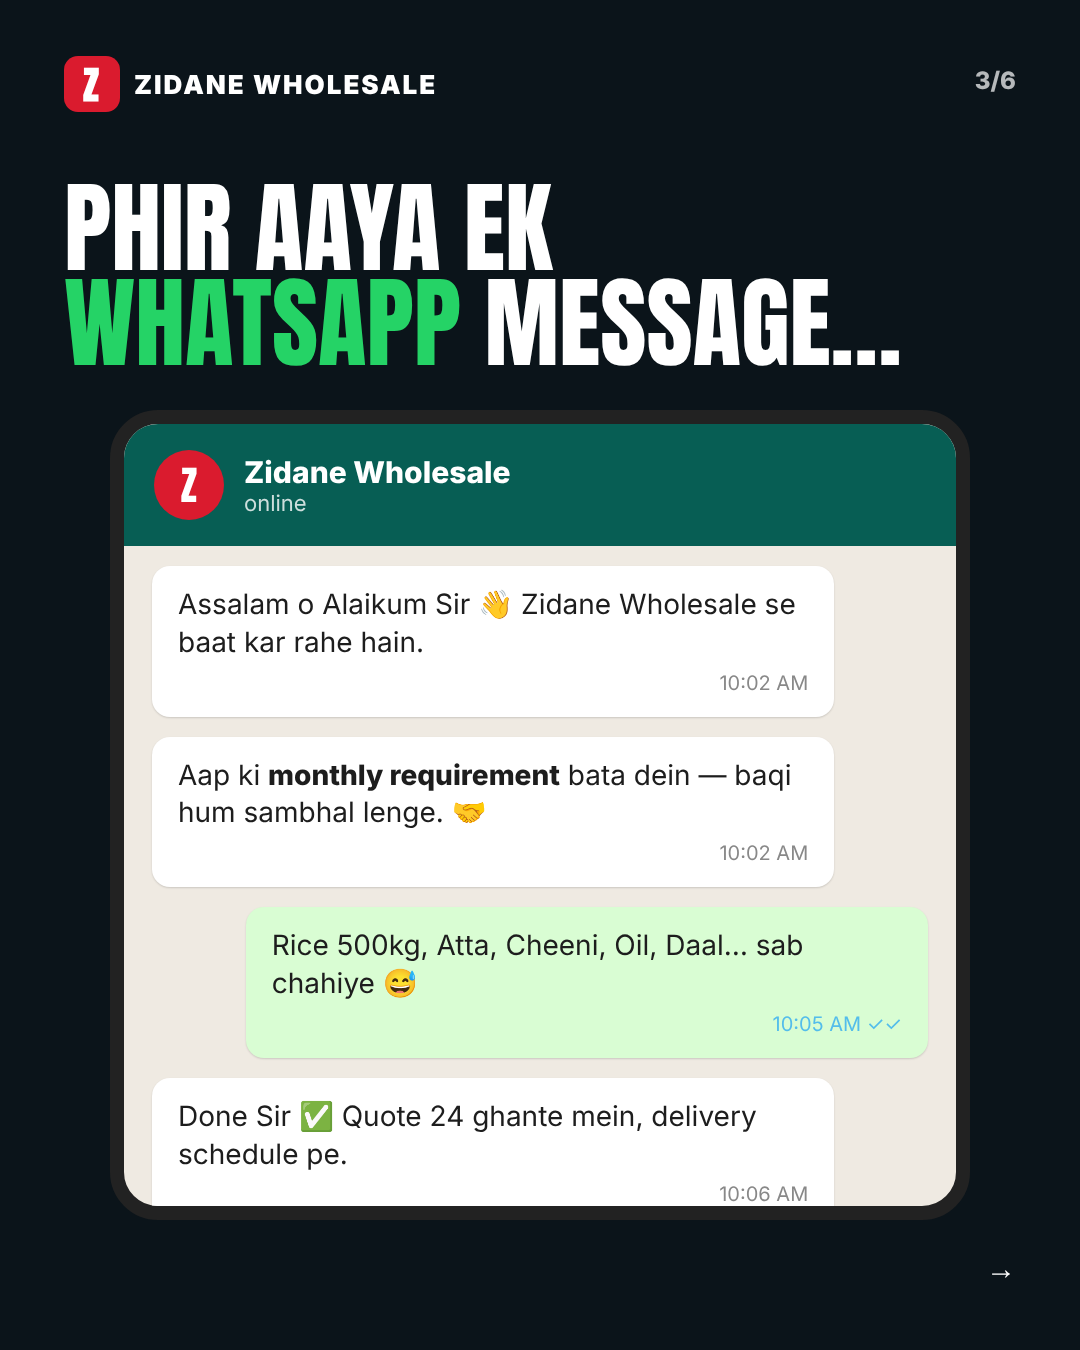 Z ZIDANE WHOLESALE
3/6
PHIR AAYA EK
WHATSAPP MESSAGE...
Z
Zidane Wholesale
online
Assalam o Alaikum Sir 👋 Zidane Wholesale se
baat kar rahe hain.
10:02 AM
Aap ki monthly requirement bata dein — baqi
hum sambhal lenge. 🤝
10:02 AM
Rice 500kg, Atta, Cheeni, Oil, Daal... sab
chahiye 😅
10:05 AM ✓✓
Done Sir ✅ Quote 24 ghante mein, delivery
schedule pe.
10:06 AM
→